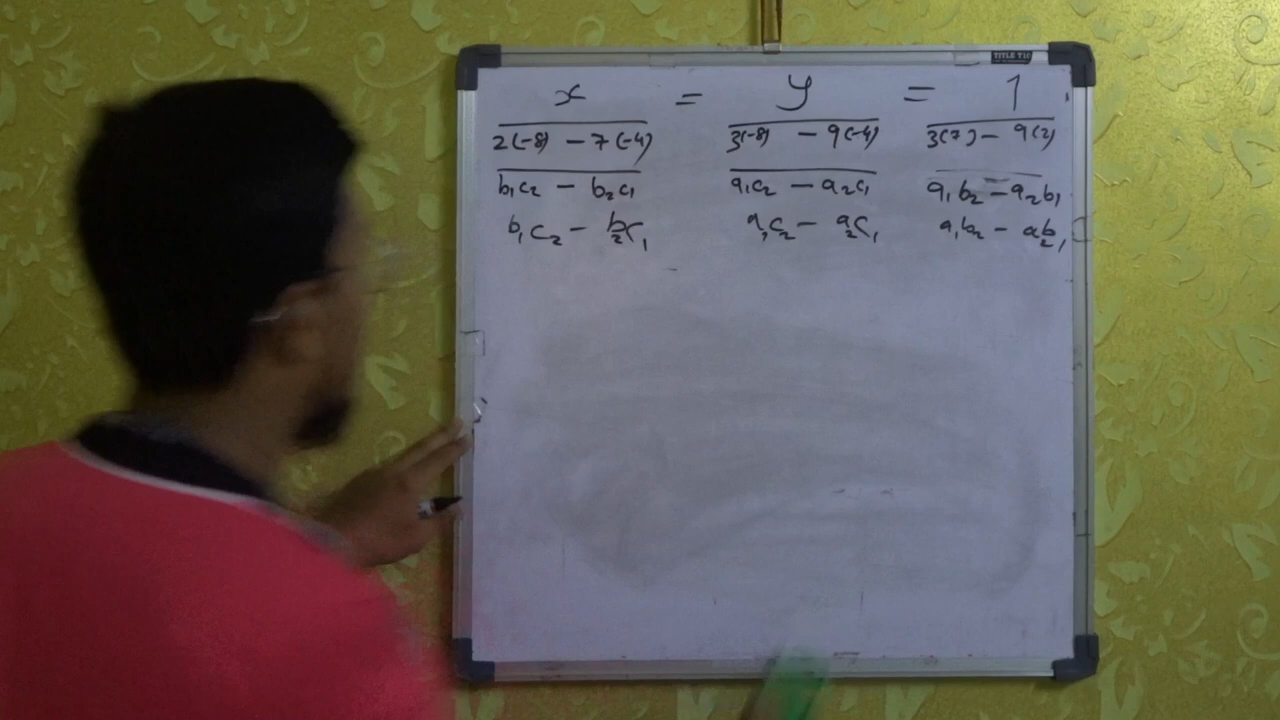 TITLE
x = y = 1
2(-8) - 7(-4) 3(-8) - 9(-4) 3(7) - 9(2)
b₁c₂ - b₂c₁ a₁c₂ - a₂c₁ a₁b₂ - a₂b₁
b₁c₂ - b₂c₁ a₁c₂ - a₂c₁ a₁b₂ - a₂b₁